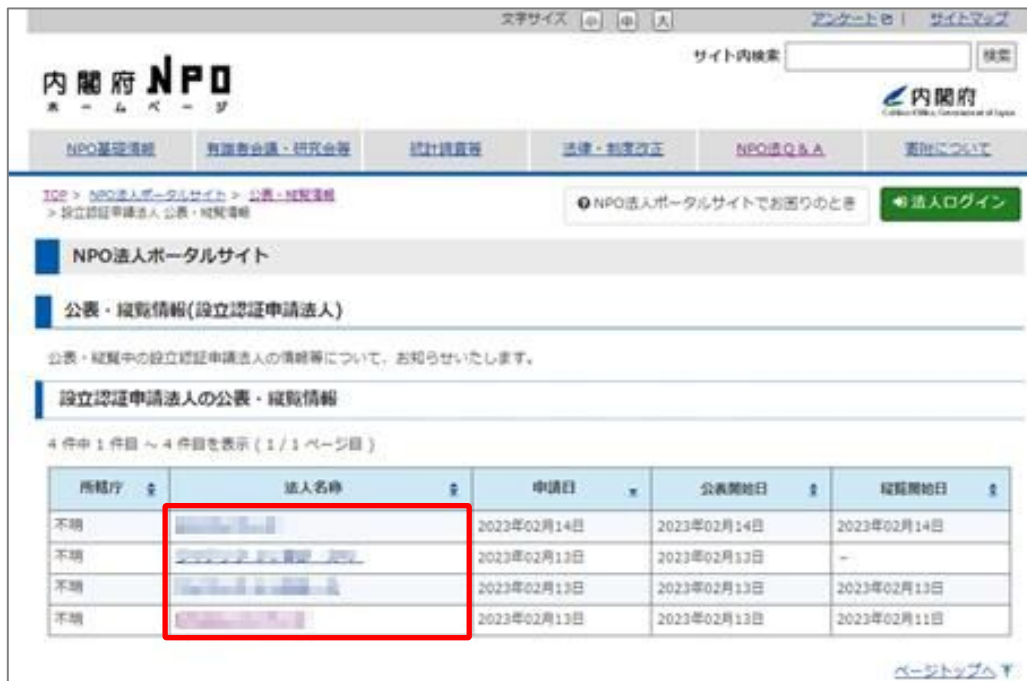 文字サイズ 小 中 大 アンケート | サイトマップ
サイト内検索 検索
内閣府 NPO
ホームページ
内閣府
Cabinet Office, Government of Japan
NPO基礎情報 有識者会議・研究会等 統計調査等 法律・制度改正 NPO法Q&A 寄附について
TOP > NPO法人ポータルサイト > 公表・縦覧情報
> 設立認証申請法人 公表・縦覧情報
NPO法人ポータルサイトでお困りのとき 法人ログイン
NPO法人ポータルサイト
公表・縦覧情報(設立認証申請法人)
公表・縦覧中の設立認証申請法人の情報等について、お知らせいたします。
設立認証申請法人の公表・縦覧情報
4 件中 1 件目 ～ 4 件目を表示 ( 1 / 1 ページ目 )
所轄庁 法人名称 申請日 公表開始日 縦覧開始日
不明 2023年02月14日 2023年02月14日 2023年02月14日
不明 2023年02月13日 2023年02月13日 -
不明 2023年02月13日 2023年02月13日 2023年02月13日
不明 2023年02月13日 2023年02月13日 2023年02月11日
ページトップへ